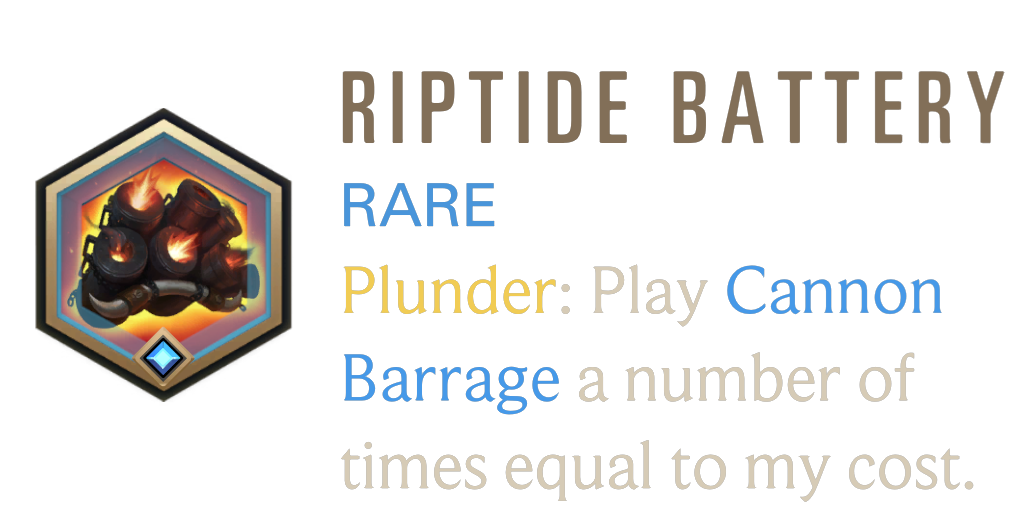 RIPTIDE BATTERY
RARE
Plunder: Play Cannon
Barrage a number of
times equal to my cost.